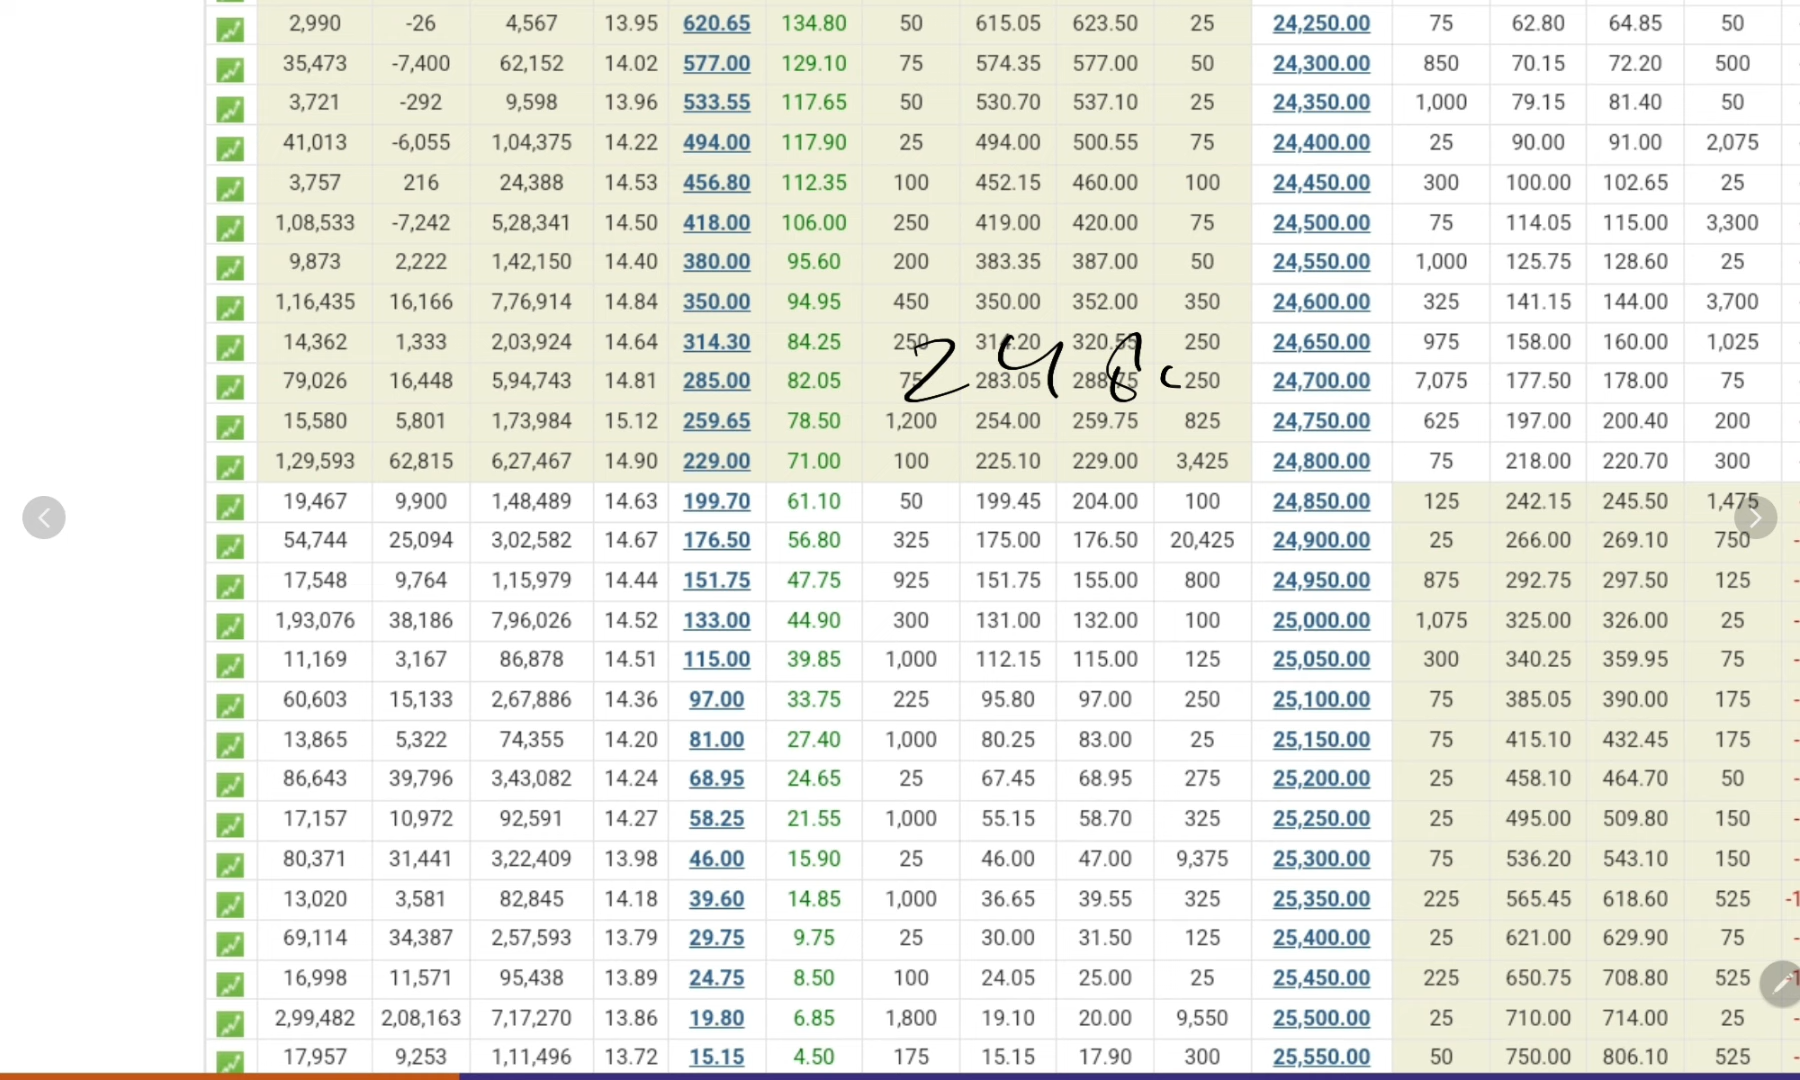 2,990 -26 4,567 13.95 620.65 134.80 50 615.05 623.50 25 24,250.00 75 62.80 64.85 50
35,473 -7,400 62,152 14.02 577.00 129.10 75 574.35 577.00 50 24,300.00 850 70.15 72.20 500
3,721 -292 9,598 13.96 533.55 117.65 50 530.70 537.10 25 24,350.00 1,000 79.15 81.40 50
41,013 -6,055 1,04,375 14.22 494.00 117.90 25 494.00 500.55 75 24,400.00 25 90.00 91.00 2,075
3,757 216 24,388 14.53 456.80 112.35 100 452.15 460.00 100 24,450.00 300 100.00 102.65 25
1,08,533 -7,242 5,28,341 14.50 418.00 106.00 250 419.00 420.00 75 24,500.00 75 114.05 115.00 3,300
9,873 2,222 1,42,150 14.40 380.00 95.60 200 383.35 387.00 50 24,550.00 1,000 125.75 128.60 25
1,16,435 16,166 7,76,914 14.84 350.00 94.95 450 350.00 352.00 350 24,600.00 325 141.15 144.00 3,700
14,362 1,333 2,03,924 14.64 314.30 84.25 250 314.20 320.55 250 24,650.00 975 158.00 160.00 1,025
79,026 16,448 5,94,743 14.81 285.00 82.05 75 283.05 288.75 250 24,700.00 7,075 177.50 178.00 75
15,580 5,801 1,73,984 15.12 259.65 78.50 1,200 254.00 259.75 825 24,750.00 625 197.00 200.40 200
1,29,593 62,815 6,27,467 14.90 229.00 71.00 100 225.10 229.00 3,425 24,800.00 75 218.00 220.70 300
19,467 9,900 1,48,489 14.63 199.70 61.10 50 199.45 204.00 100 24,850.00 125 242.15 245.50 1,475
54,744 25,094 3,02,582 14.67 176.50 56.80 325 175.00 176.50 20,425 24,900.00 25 266.00 269.10 750
17,548 9,764 1,15,979 14.44 151.75 47.75 925 151.75 155.00 800 24,950.00 875 292.75 297.50 125
1,93,076 38,186 7,96,026 14.52 133.00 44.90 300 131.00 132.00 100 25,000.00 1,075 325.00 326.00 25
11,169 3,167 86,878 14.51 115.00 39.85 1,000 112.15 115.00 125 25,050.00 300 340.25 359.95 75
60,603 15,133 2,67,886 14.36 97.00 33.75 225 95.80 97.00 250 25,100.00 75 385.05 390.00 175
13,865 5,322 74,355 14.20 81.00 27.40 1,000 80.25 83.00 25 25,150.00 75 415.10 432.45 175
86,643 39,796 3,43,082 14.24 68.95 24.65 25 67.45 68.95 275 25,200.00 25 458.10 464.70 50
17,157 10,972 92,591 14.27 58.25 21.55 1,000 55.15 58.70 325 25,250.00 25 495.00 509.80 150
80,371 31,441 3,22,409 13.98 46.00 15.90 25 46.00 47.00 9,375 25,300.00 75 536.20 543.10 150
13,020 3,581 82,845 14.18 39.60 14.85 1,000 36.65 39.55 325 25,350.00 225 565.45 618.60 525
69,114 34,387 2,57,593 13.79 29.75 9.75 25 30.00 31.50 125 25,400.00 25 621.00 629.90 75
16,998 11,571 95,438 13.89 24.75 8.50 100 24.05 25.00 25 25,450.00 225 650.75 708.80 525
2,99,482 2,08,163 7,17,270 13.86 19.80 6.85 1,800 19.10 20.00 9,550 25,500.00 25 710.00 714.00 25
17,957 9,253 1,11,496 13.72 15.15 4.50 175 15.15 17.90 300 25,550.00 50 750.00 806.10 525